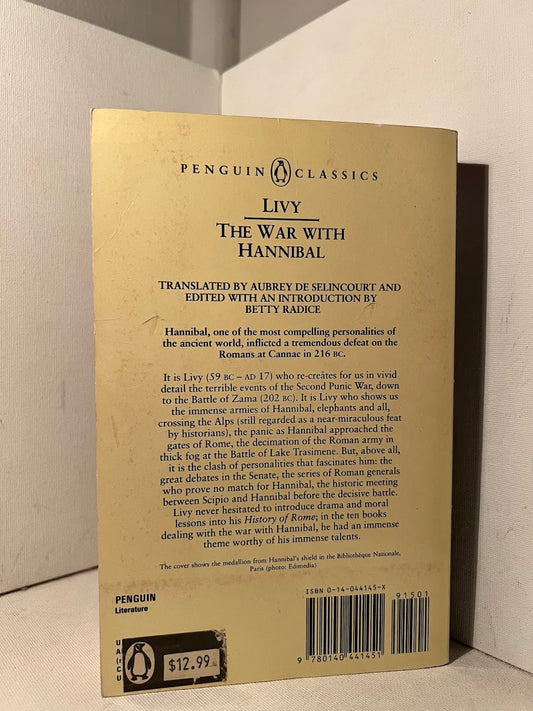 PENGUIN CLASSICS
LIVY
THE WAR WITH
HANNIBAL
TRANSLATED BY AUBREY DE SELINCOURT AND
EDITED WITH AN INTRODUCTION BY
BETTY RADICE
Hannibal, one of the most compelling personalities of
the ancient world, inflicted a tremendous defeat on the
Romans at Cannae in 216 BC.
It is Livy (59 BC – AD 17) who re-creates for us in vivid
detail the terrible events of the Second Punic War, down
to the Battle of Zama (202 BC). It is Livy who shows us
the immense armies of Hannibal, elephants and all,
crossing the Alps (still regarded as a near-miraculous feat
by historians), the panic as Hannibal approached the
gates of Rome, the decimation of the Roman army in
thick fog at the Battle of Lake Trasimene. But, above all,
it is the clash of personalities that fascinates him: the
great debates in the Senate, the series of Roman generals
who prove no match for Hannibal, the historic meeting
between Scipio and Hannibal before the decisive battle.
Livy never hesitated to introduce drama and moral
lessons into his History of Rome; in the ten books
dealing with the war with Hannibal, he had an immense
theme worthy of his immense talents.
The cover shows the medallion from Hannibal's shield in the Bibliothèque Nationale,
Paris (photo: Edimedia)
PENGUIN
Literature
ISBN 0-14-044145-X
91501
9 780140 441451
$12.99